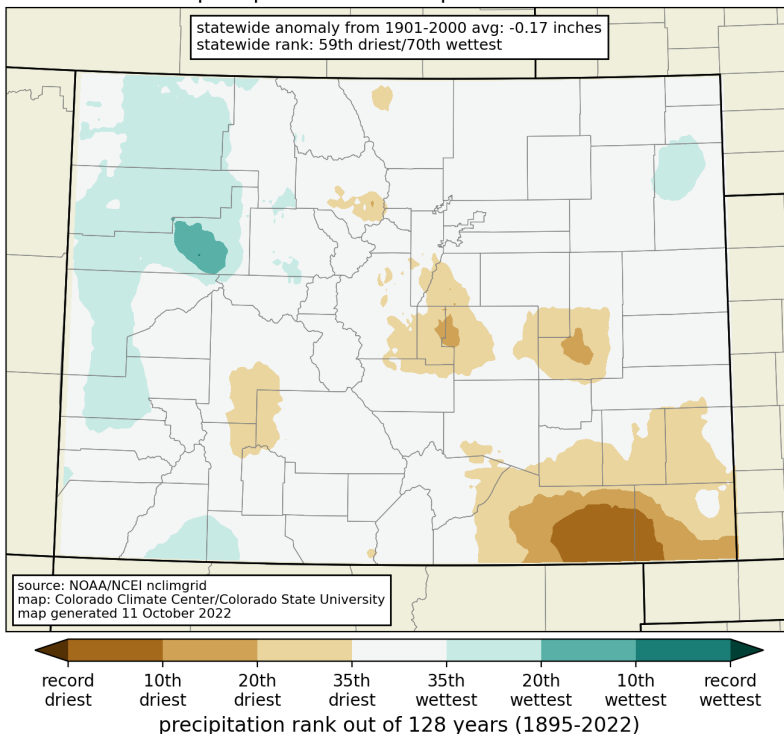 statewide anomaly from 1901-2000 avg: -0.17 inches
statewide rank: 59th driest/70th wettest
source: NOAA/NCEI nclimgrid
map: Colorado Climate Center/Colorado State University
map generated 11 October 2022
record driest
10th driest
20th driest
35th driest
35th wettest
20th wettest
10th wettest
record wettest
precipitation rank out of 128 years (1895-2022)